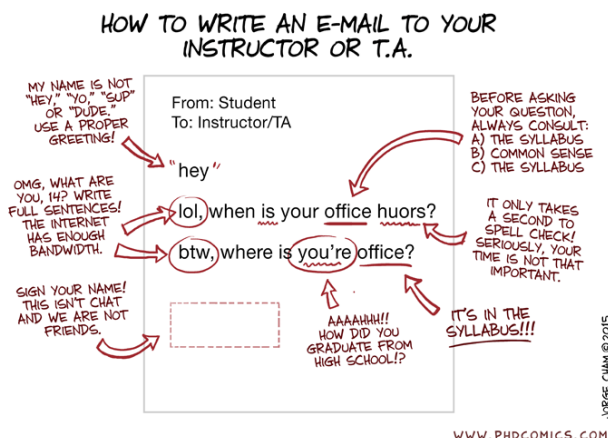 HOW TO WRITE AN E-MAIL TO YOUR
INSTRUCTOR OR T.A.
MY NAME IS NOT
"HEY," "YO," "SUP"
OR "DUDE."
USE A PROPER
GREETING!
From: Student
To: Instructor/TA
"hey"
BEFORE ASKING
YOUR QUESTION,
ALWAYS CONSULT:
A) THE SYLLABUS
B) COMMON SENSE
C) THE SYLLABUS
OMG, WHAT ARE
YOU, 14? WRITE
FULL SENTENCES!
THE INTERNET
HAS ENOUGH
BANDWIDTH.
lol, when is your office huors?
btw, where is you're office?
IT ONLY TAKES
A SECOND TO
SPELL CHECK!
SERIOUSLY, YOUR
TIME IS NOT THAT
IMPORTANT.
SIGN YOUR NAME!
THIS ISN'T CHAT
AND WE ARE NOT
FRIENDS.
AAAAHHH!!
HOW DID YOU
GRADUATE FROM
HIGH SCHOOL!?
IT'S IN THE
SYLLABUS!!!
JORGE CHAM © 2015
WWW.PHDCOMICS.COM